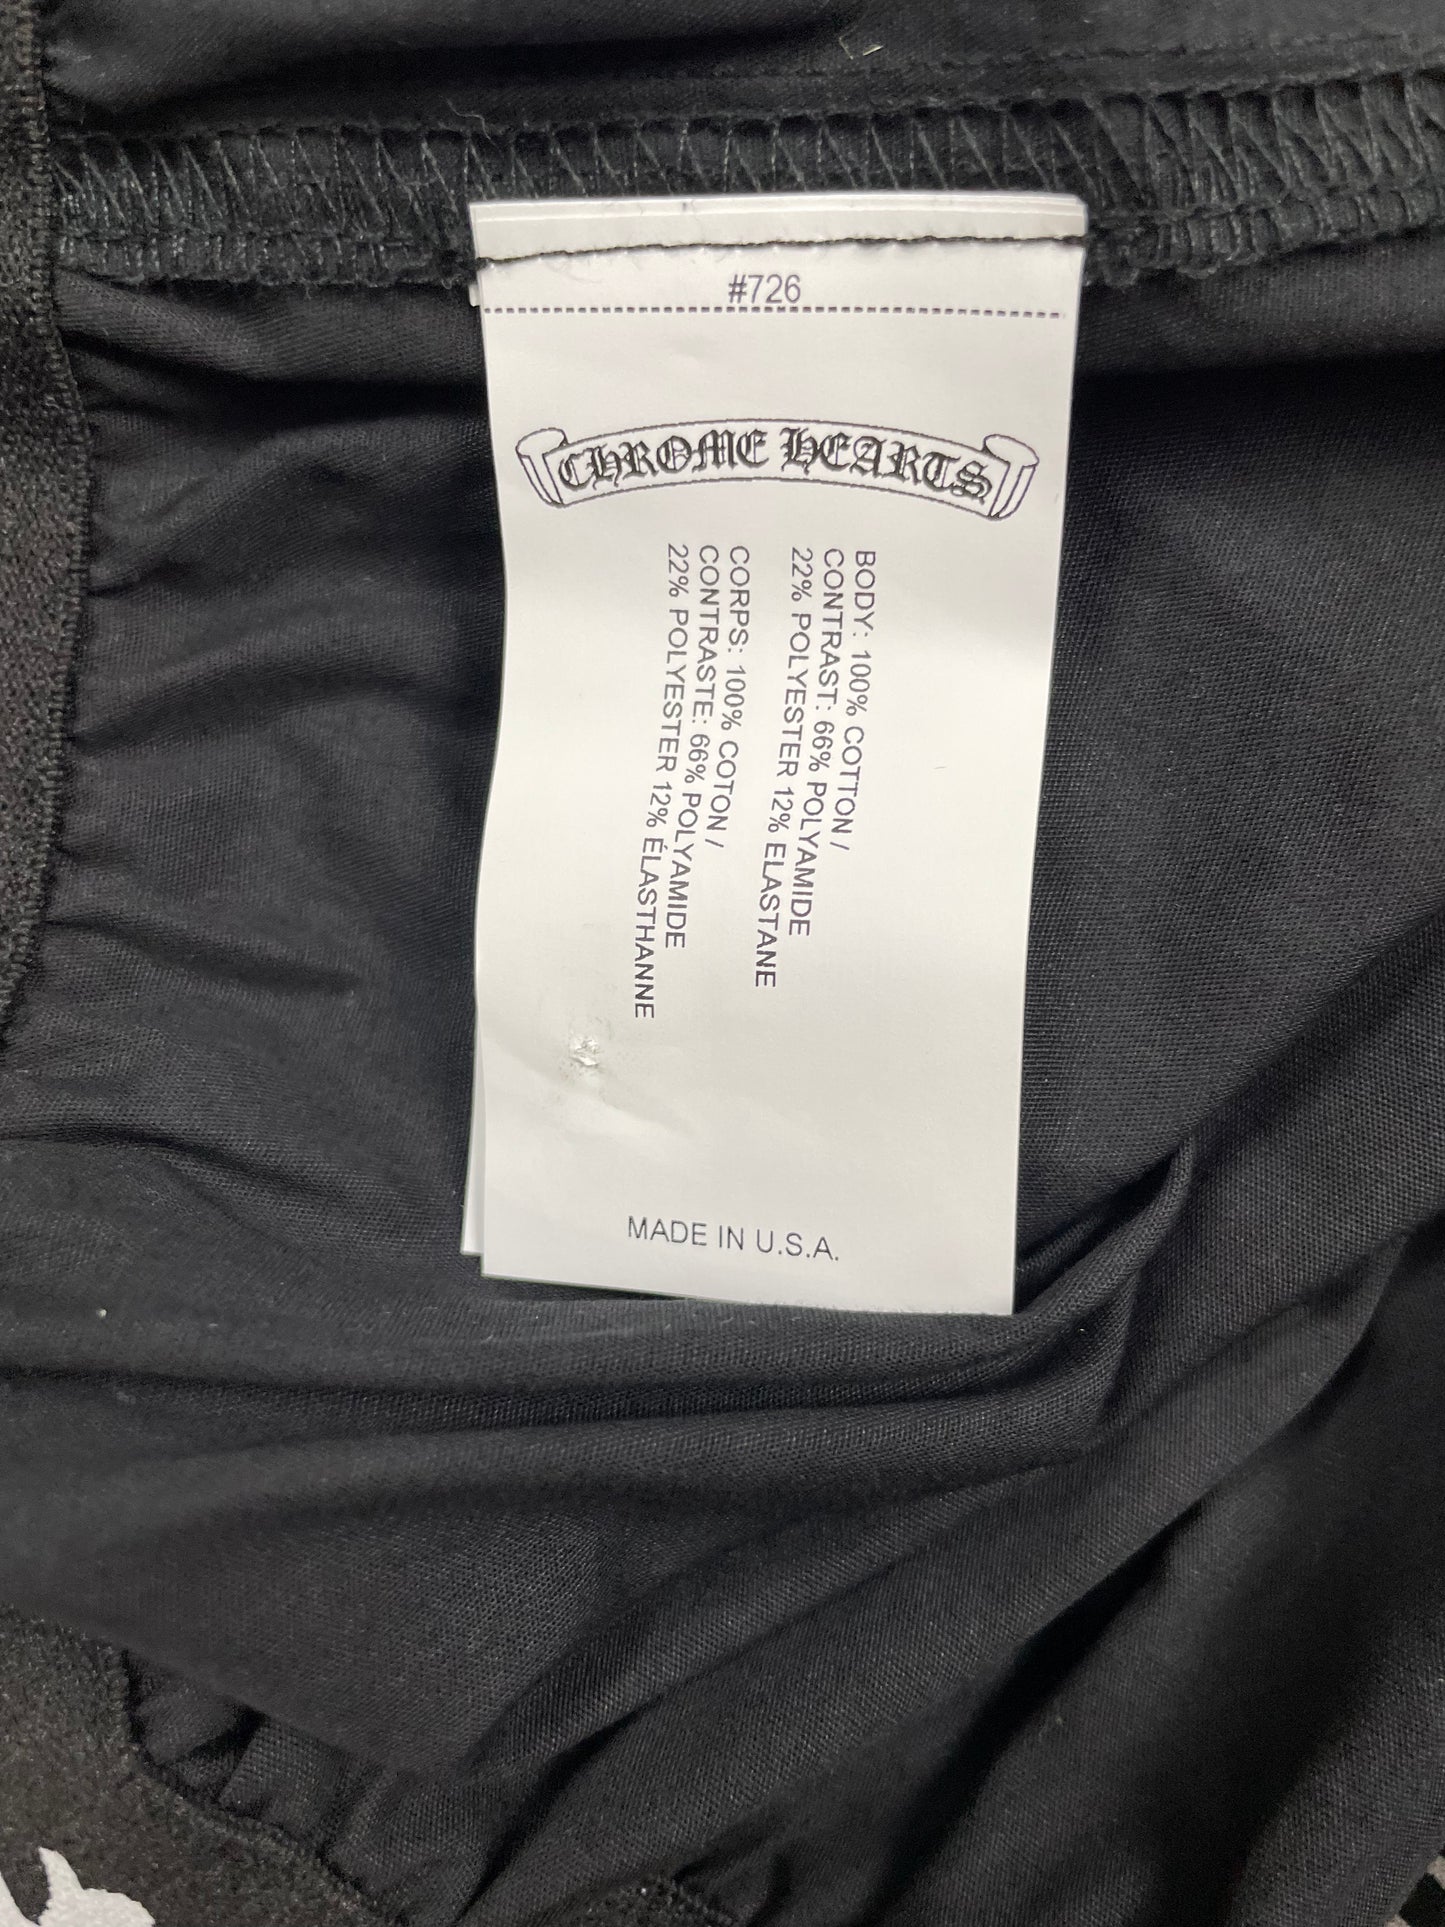 #726
CHROME HEARTS
BODY: 100% COTTON /
CONTRAST: 66% POLYAMIDE
22% POLYESTER 12% ELASTANE
CORPS: 100% COTON /
CONTRASTE: 66% POLYAMIDE
22% POLYESTER 12% ÉLASTHANNE
MADE IN U.S.A.